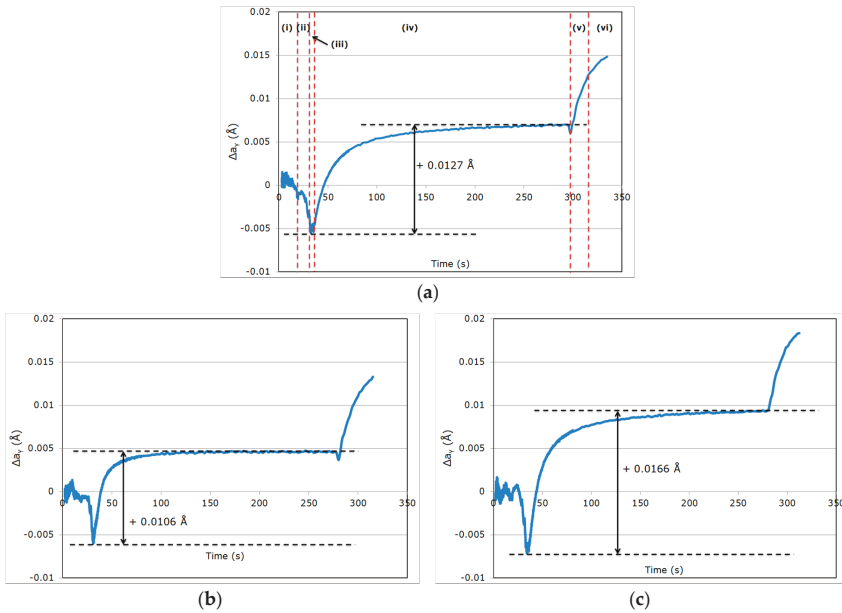 0.02
(i) (ii) (iv) (v) (vi)
(iii)
0.015
0.01
0.005
0
-0.005
-0.01
Δaᵧ (Å)
+ 0.0127 Å
0 50 100 150 200 250 300 350
Time (s)
(a)
0.02
0.015
0.01
0.005
0
-0.005
-0.01
Δaᵧ (Å)
+ 0.0106 Å
0 50 100 150 200 250 300 350
Time (s)
(b)
0.02
0.015
0.01
0.005
0
-0.005
-0.01
Δaᵧ (Å)
+ 0.0166 Å
0 50 100 150 200 250 300 350
Time (s)
(c)